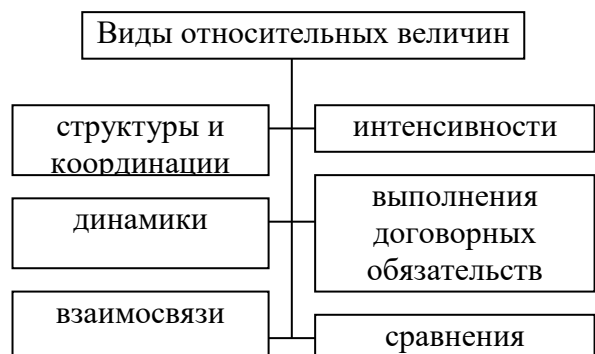 Виды относительных величин
структуры и
координации
интенсивности
динамики
выполнения
договорных
обязательств
взаимосвязи
сравнения